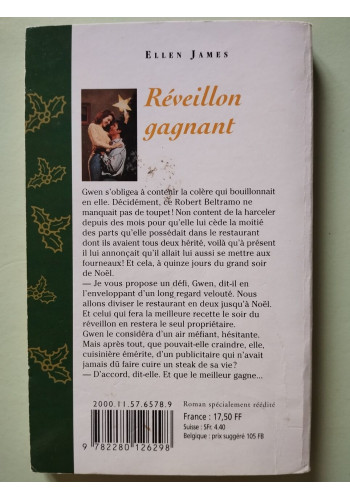 ELLEN JAMES
Réveillon
gagnant
Gwen s'obligea à contenir la colère qui bouillonnait
en elle. Décidément, ce Robert Beltramo ne
manquait pas de toupet! Non content de la harceler
depuis des mois pour qu'elle lui cède la moitié
des parts qu'elle possédait dans le restaurant
dont ils avaient tous deux hérité, voilà qu'à présent
il lui annonçait qu'il allait lui aussi se mettre aux
fourneaux! Et cela, à quinze jours du grand soir
de Noël.
— Je vous propose un défi, Gwen, dit-il en
l'enveloppant d'un long regard velouté. Nous
allons diviser le restaurant en deux jusqu'à Noël.
Et celui qui fera la meilleure recette le soir du
réveillon en restera le seul propriétaire.
Gwen le considéra d'un air méfiant, hésitante.
Mais après tout, que pouvait-elle craindre, elle,
cuisinière émérite, d'un publicitaire qui n'avait
jamais dû faire cuire un steak de sa vie?
— D'accord, dit-elle. Et que le meilleur gagne...
2000.11.57.6578.9
9 782280 126298
Roman spécialement réédité
France : 17,50 FF
Suisse : SFr. 4.40
Belgique : prix suggéré 105 FB